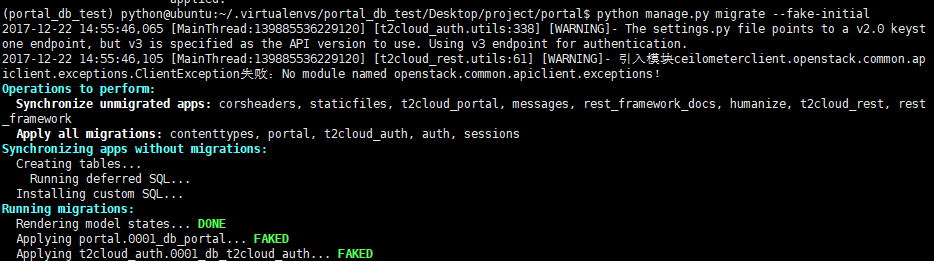 applied.
(portal_db_test) python@ubuntu:~/.virtualenvs/portal_db_test/Desktop/project/portal$ python manage.py migrate --fake-initial
2017-12-22 14:55:46,065 [MainThread:139885536229120] [t2cloud_auth.utils:338] [WARNING]- The settings.py file points to a v2.0 keyst
one endpoint, but v3 is specified as the API version to use. Using v3 endpoint for authentication.
2017-12-22 14:55:46,105 [MainThread:139885536229120] [t2cloud_rest.utils:61] [WARNING]- 引入模块ceilometerclient.openstack.common.ap
iclient.exceptions.ClientException失败：No module named openstack.common.apiclient.exceptions!
Operations to perform:
  Synchronize unmigrated apps: corsheaders, staticfiles, t2cloud_portal, messages, rest_framework_docs, humanize, t2cloud_rest, rest
_framework
  Apply all migrations: contenttypes, portal, t2cloud_auth, auth, sessions
Synchronizing apps without migrations:
  Creating tables...
    Running deferred SQL...
  Installing custom SQL...
Running migrations:
  Rendering model states... DONE
  Applying portal.0001_db_portal... FAKED
  Applying t2cloud_auth.0001_db_t2cloud_auth... FAKED